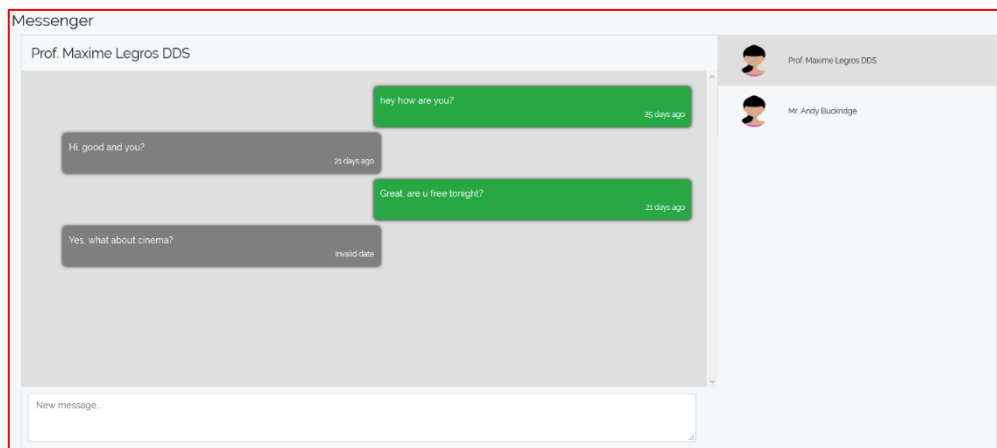 Messenger
Prof. Maxime Legros DDS
hey how are you?
25 days ago
Hi, good and you?
21 days ago
Great, are u free tonight?
21 days ago
Yes, what about cinema?
Invalid date
New message..
Prof. Maxime Legros DDS
Mr. Andy Buckridge